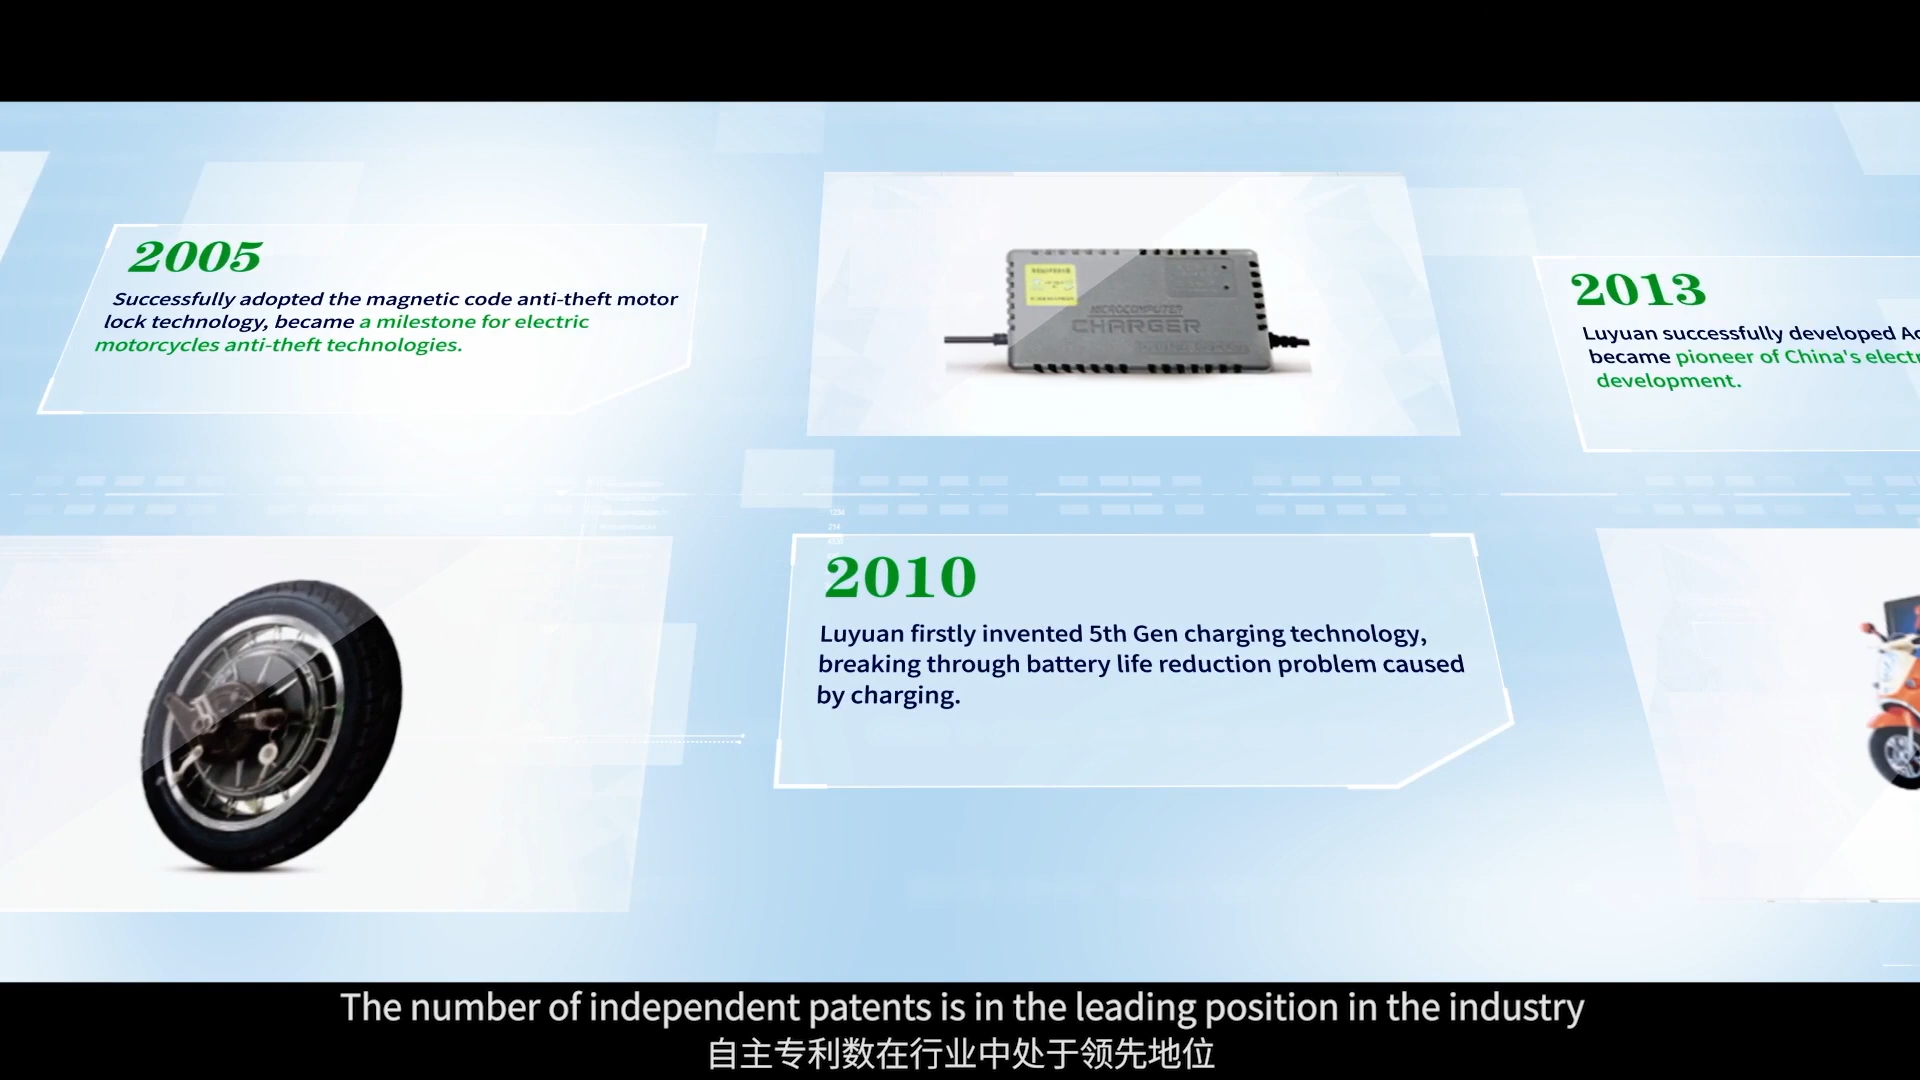 2005
Successfully adopted the magnetic code anti-theft motor
lock technology, became a milestone for electric
motorcycles anti-theft technologies.
MICROCOMPUTER
CHARGER
2013
Luyuan successfully developed
became pioneer of China's
development.
1234
214
2010
Luyuan firstly invented 5th Gen charging technology,
breaking through battery life reduction problem caused
by charging.
The number of independent patents is in the leading position in the industry
自主专利数在行业中处于领先地位